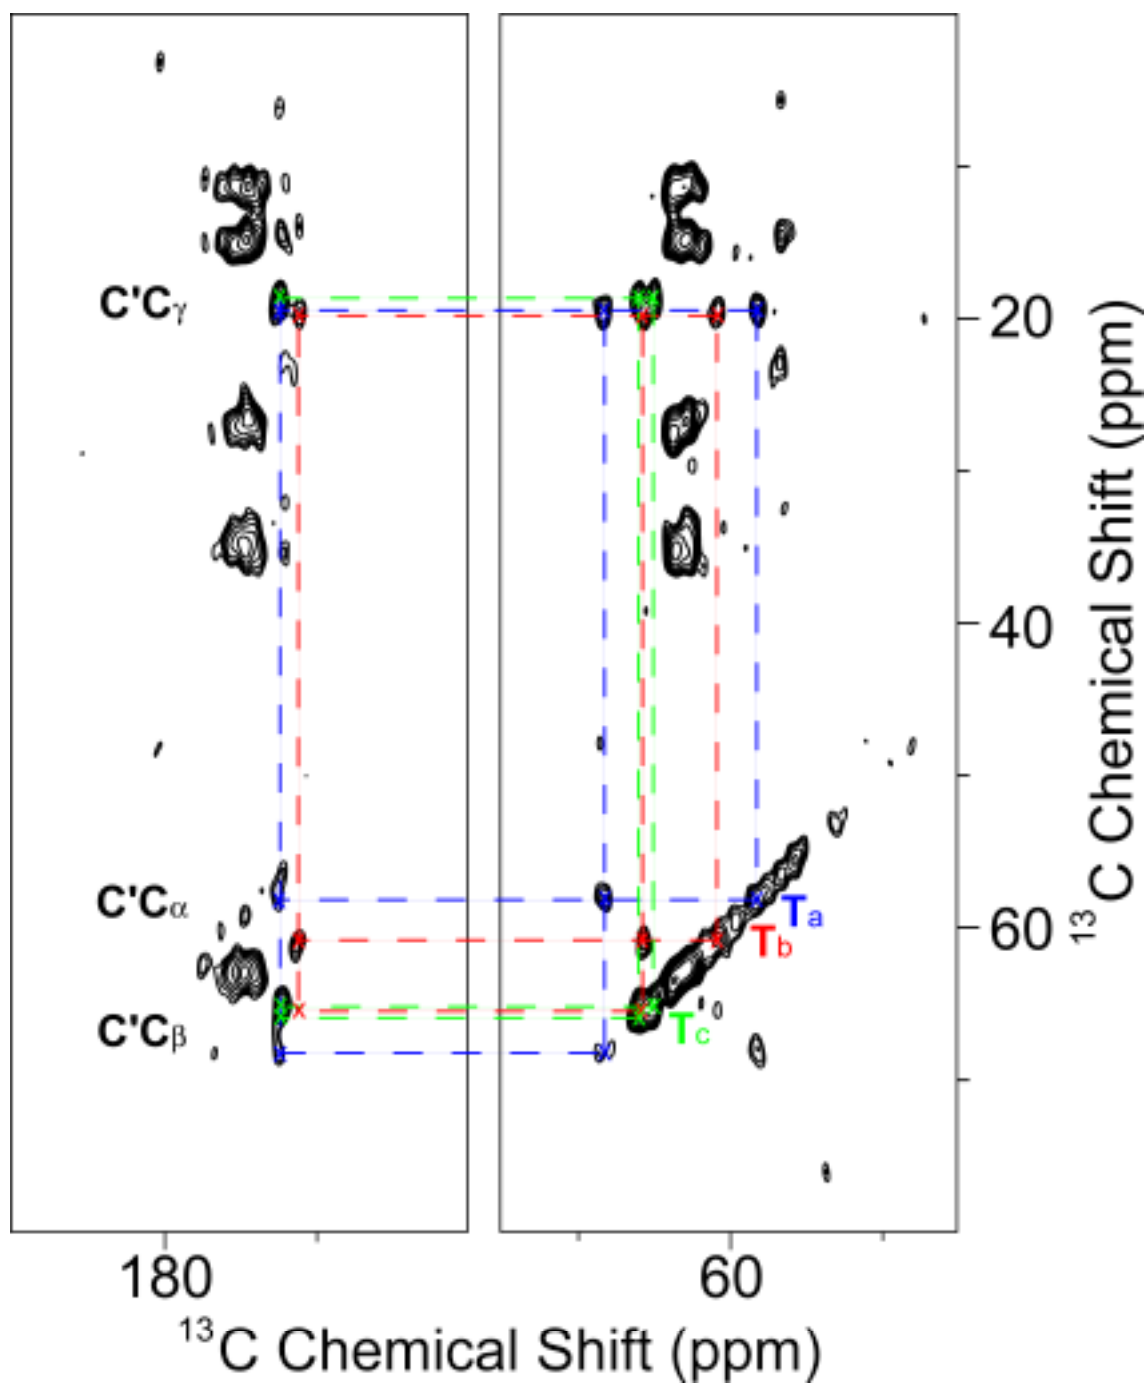 C'Cγ
20
40
C'Cα
Ta
60
Tb
C'Cβ
Tc
180
60
¹³C Chemical Shift (ppm)
¹³C Chemical Shift (ppm)